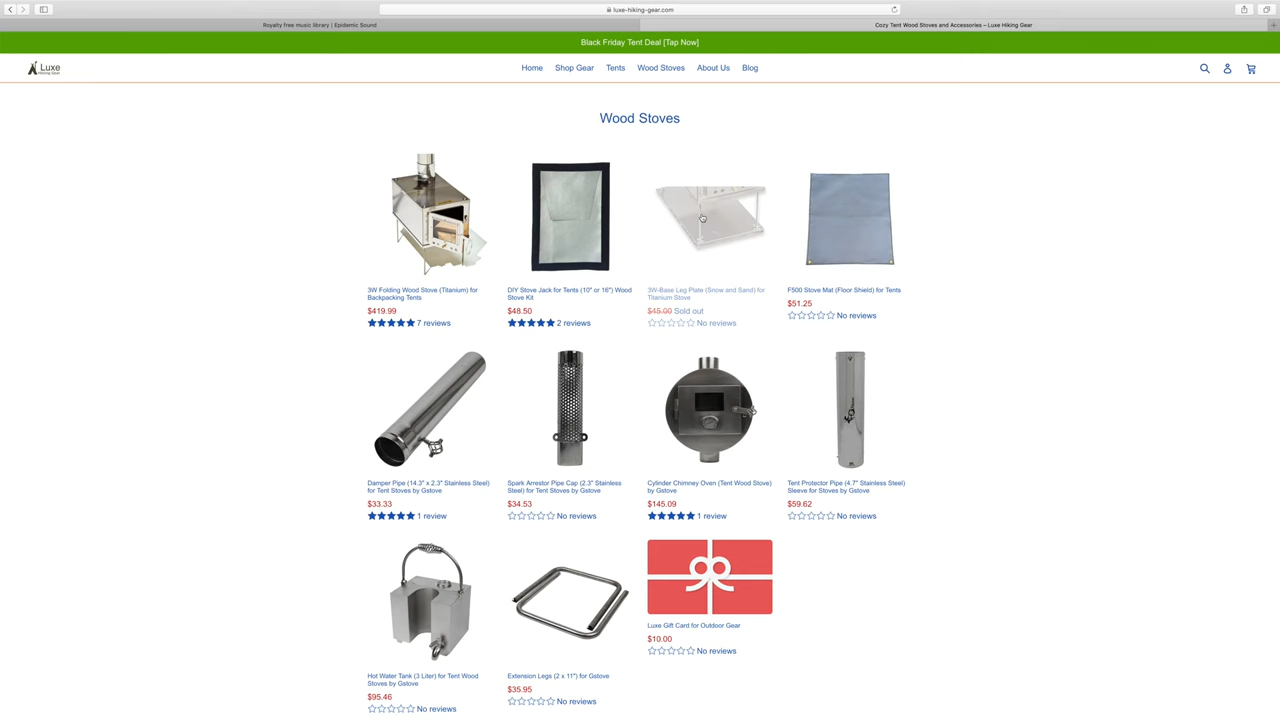 luxe-hiking-gear.com
Royalty free music library | Epidemic Sound
Cozy Tent Wood Stoves and Accessories – Luxe Hiking Gear
Black Friday Tent Deal [Tap Now]
Luxe
Hiking Gear
Home
Shop Gear
Tents
Wood Stoves
About Us
Blog
Wood Stoves
3W Folding Wood Stove (Titanium) for
Backpacking Tents
$419.99
7 reviews
DIY Stove Jack for Tents (10" or 16") Wood
Stove Kit
$48.50
2 reviews
3W-Base Leg Plate (Snow and Sand) for
Titanium Stove
$45.00 Sold out
No reviews
F500 Stove Mat (Floor Shield) for Tents
$51.25
No reviews
Damper Pipe (14.3" x 2.3" Stainless Steel)
for Tent Stoves by Gstove
$33.33
1 review
Spark Arrestor Pipe Cap (2.3" Stainless
Steel) for Tent Stoves by Gstove
$34.53
No reviews
Cylinder Chimney Oven (Tent Wood Stove)
by Gstove
$145.09
1 review
Tent Protector Pipe (4.7" Stainless Steel)
Sleeve for Stoves by Gstove
$59.62
No reviews
Hot Water Tank (3 Liter) for Tent Wood
Stoves by Gstove
$95.46
No reviews
Extension Legs (2 x 11") for Gstove
$35.95
No reviews
Luxe Gift Card for Outdoor Gear
$10.00
No reviews